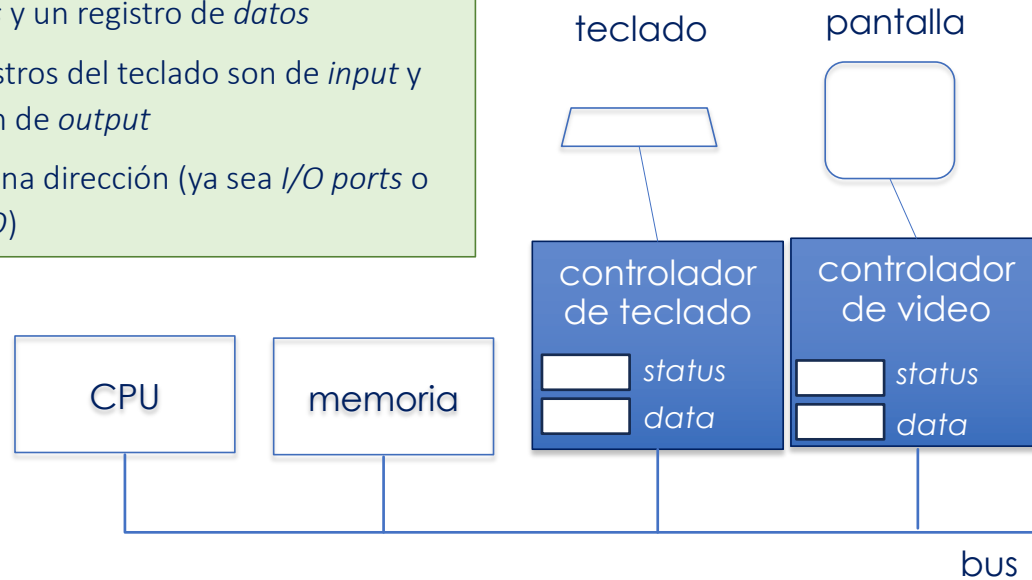 y un registro de datos
stros del teclado son de input y
de output
na dirección (ya sea I/O ports o
)
teclado
pantalla
controlador
de teclado
status
data
controlador
de video
status
data
CPU
memoria
bus